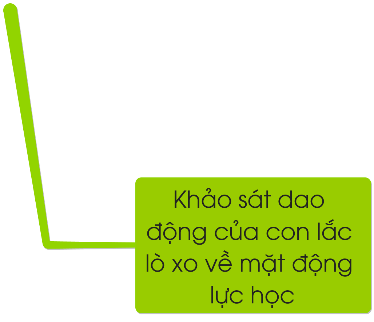 Khảo sát dao
động của con lắc
lò xo về mặt động
lực học